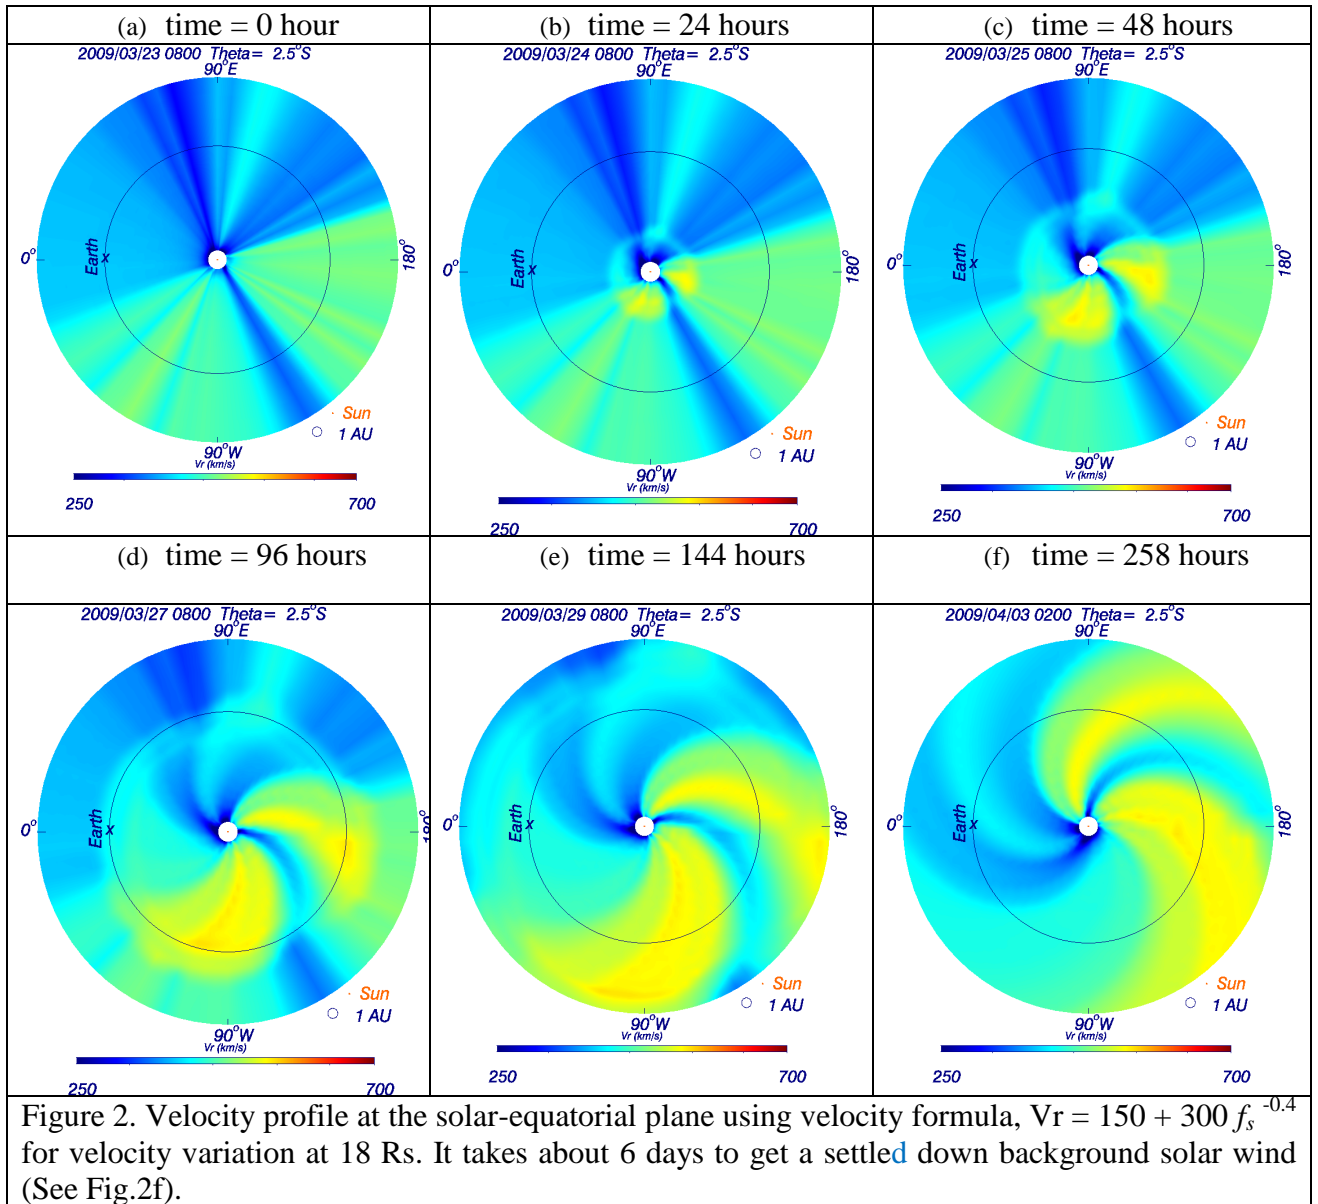 (a) time = 0 hour
(b) time = 24 hours
(c) time = 48 hours
2009/03/23 0800 Theta= 2.5°S
90°E
0°
Earth
x
180°
Sun
1 AU
90°W
Vr (km/s)
250
700
2009/03/24 0800 Theta= 2.5°S
90°E
0°
Earth
x
180°
Sun
1 AU
90°W
Vr (km/s)
250
700
2009/03/25 0800 Theta= 2.5°S
90°E
0°
Earth
x
180°
Sun
1 AU
90°W
Vr (km/s)
250
700
(d) time = 96 hours
(e) time = 144 hours
(f) time = 258 hours
2009/03/27 0800 Theta= 2.5°S
90°E
0°
Earth
x
180°
Sun
1 AU
90°W
Vr (km/s)
250
700
2009/03/29 0800 Theta= 2.5°S
90°E
0°
Earth
x
180°
Sun
1 AU
90°W
Vr (km/s)
250
700
2009/04/03 0200 Theta= 2.5°S
90°E
0°
Earth
x
180°
Sun
1 AU
90°W
Vr (km/s)
250
700
Figure 2. Velocity profile at the solar-equatorial plane using velocity formula, Vr = 150 + 300 fₛ⁻⁰·⁴
for velocity variation at 18 Rs. It takes about 6 days to get a settled down background solar wind
(See Fig.2f).